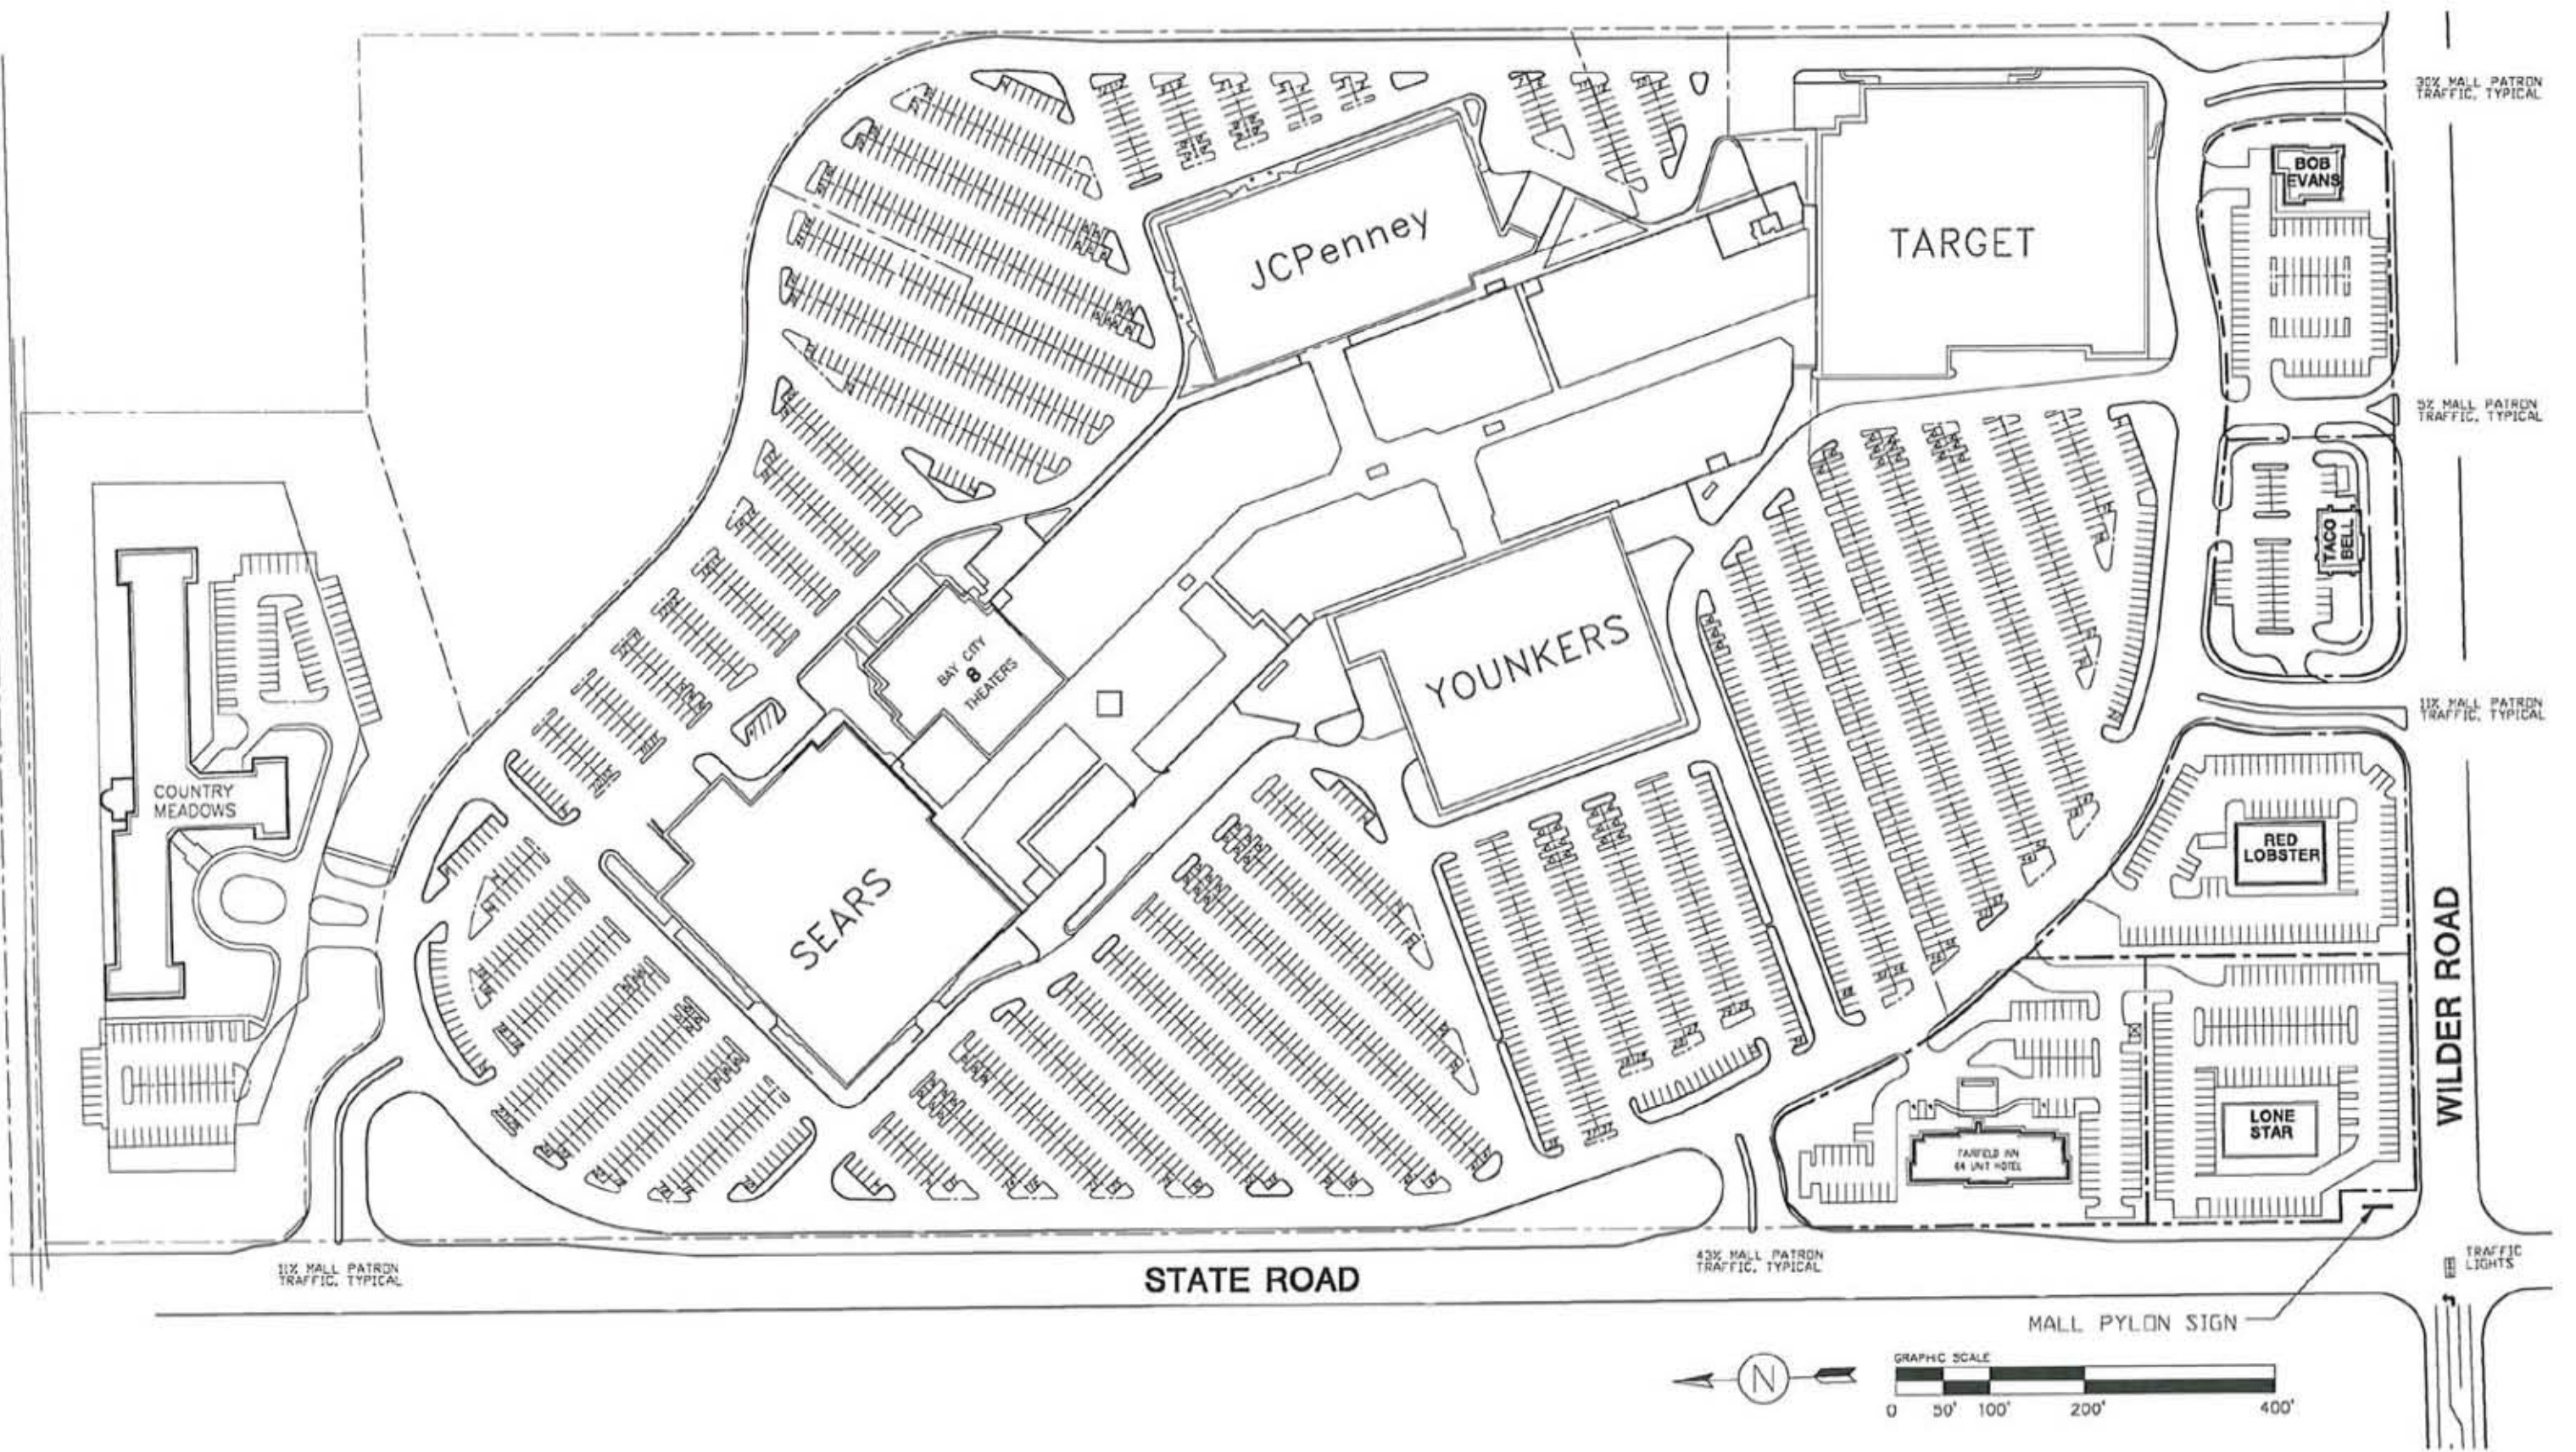 30% MALL PATRON
TRAFFIC, TYPICAL
BOB
EVANS
JCPenney
TARGET
5% MALL PATRON
TRAFFIC, TYPICAL
TACO
BELL
BAY CITY
8
THEATERS
YOUNKERS
11% MALL PATRON
TRAFFIC, TYPICAL
COUNTRY
MEADOWS
SEARS
RED
LOBSTER
WILDER ROAD
LONE
STAR
FAIRFIELD INN
64 UNIT HOTEL
11% MALL PATRON
TRAFFIC, TYPICAL
43% MALL PATRON
TRAFFIC, TYPICAL
STATE ROAD
TRAFFIC
LIGHTS
MALL PYLON SIGN
N
GRAPHIC SCALE
0 50' 100' 200' 400'